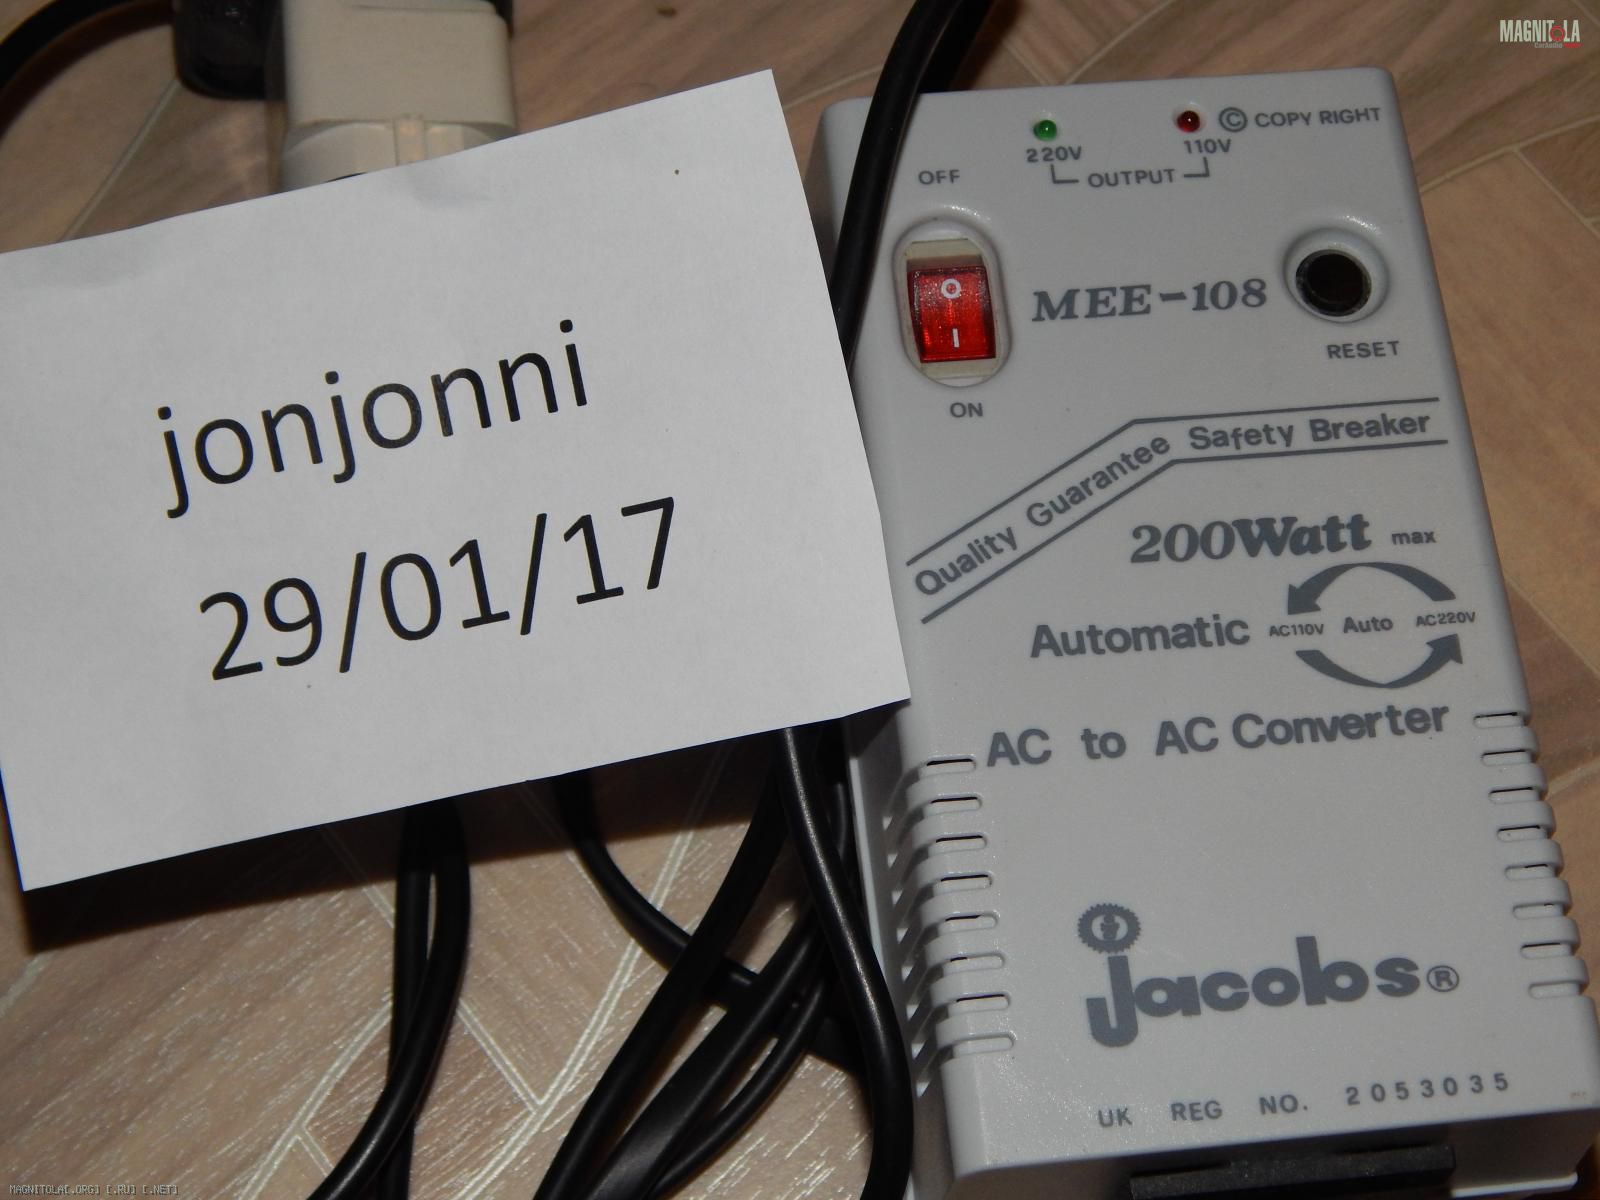 MAGNITOLA
© COPY RIGHT
220V 110V
OUTPUT
OFF
O
I
ON
MEE-108
RESET
Quality Guarantee Safety Breaker
200Watt max
Automatic AC110V Auto AC220V
AC to AC Converter
jacobs®
UK REG NO. 2053035
jonjonni
29/01/17
MAGNITOLA[.ORG] [.RU] [.NET]